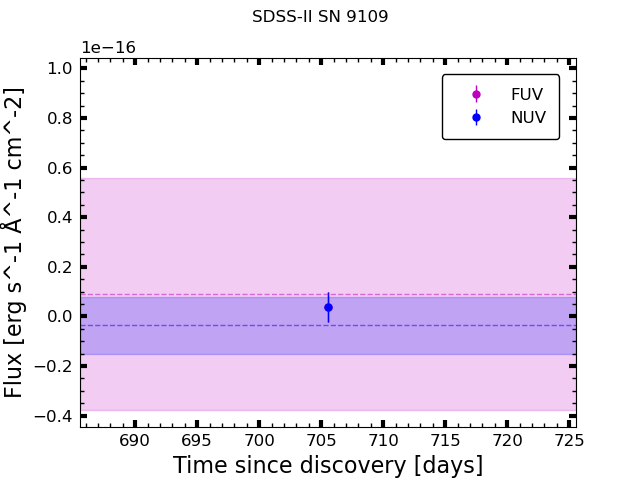 SDSS-II SN 9109
1e−16
1.0
0.8
0.6
0.4
0.2
0.0
−0.2
−0.4
Flux [erg s^-1 Å^-1 cm^-2]
FUV
NUV
690 695 700 705 710 715 720 725
Time since discovery [days]